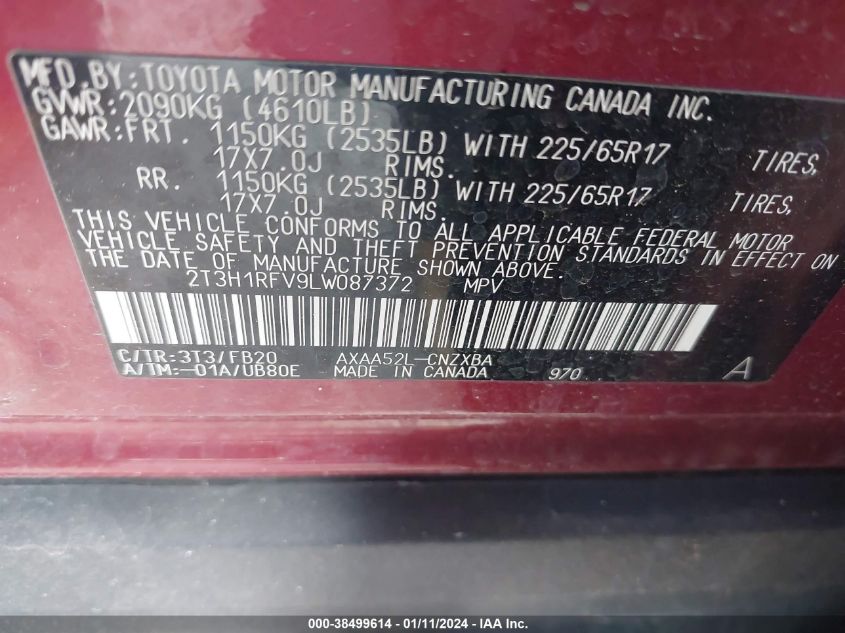 MFD.BY:TOYOTA MOTOR MANUFACTURING CANADA INC.
GVWR:2090KG (4610LB)
GAWR:FRT. 1150KG (2535LB) WITH 225/65R17 TIRES,
17X7.0J RIMS.
RR. 1150KG (2535LB) WITH 225/65R17 TIRES,
17X7.0J RIMS.
THIS VEHICLE CONFORMS TO ALL APPLICABLE FEDERAL MOTOR
VEHICLE SAFETY AND THEFT PREVENTION STANDARDS IN EFFECT ON
THE DATE OF MANUFACTURE SHOWN ABOVE.
2T3H1RFV9LW087372 MPV
C/TR:3T3/FB20 AXAA52L-CNZXBA
A/TM:-01A/UB80E MADE IN CANADA 970 A
000-38499614 - 01/11/2024 - IAA Inc.